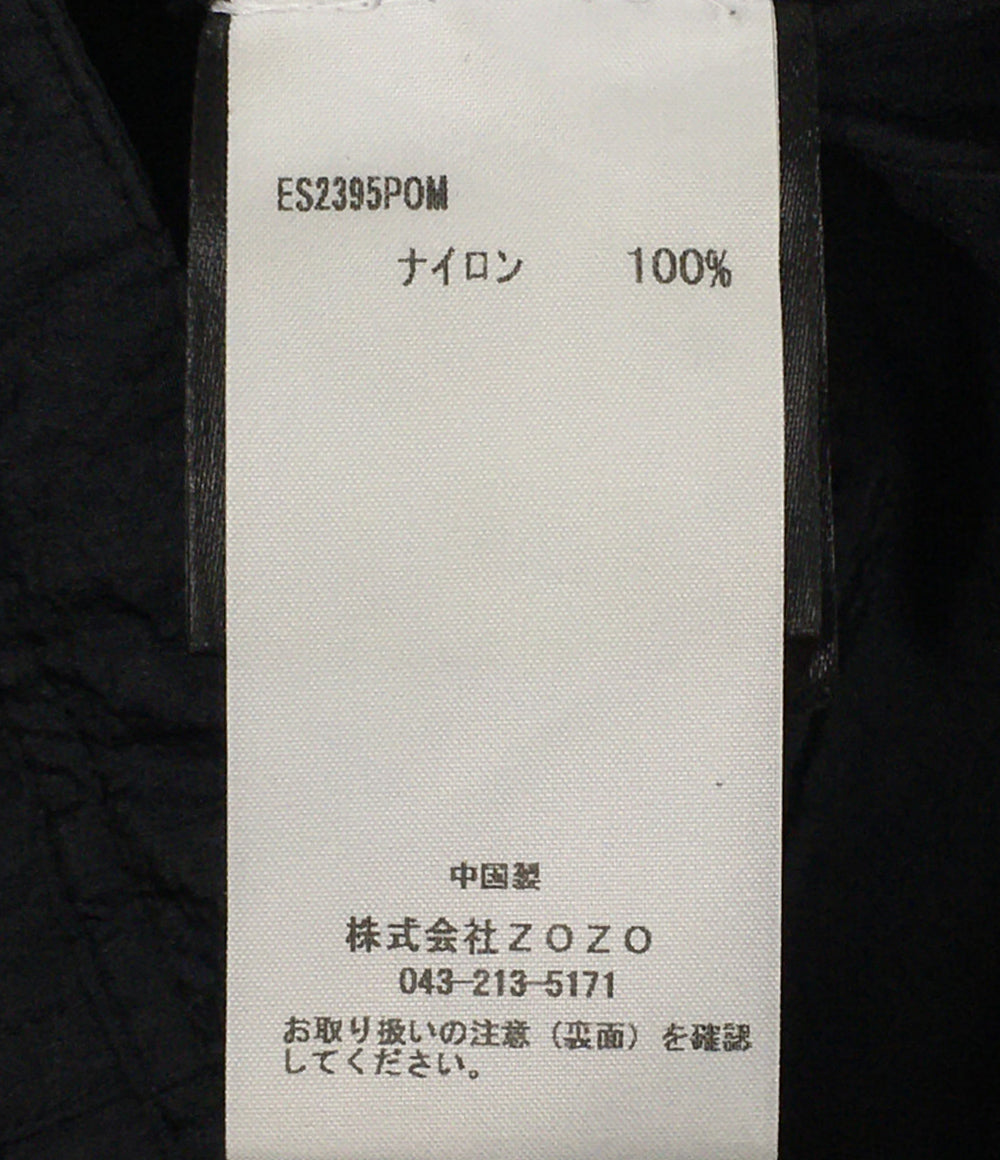 ES2395POM
ナイロン 100%
中国製
株式会社ＺＯＺＯ
043-213-5171
お取り扱いの注意（裏面）を確認
してください。